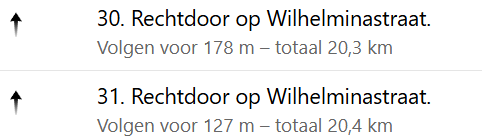 30. Rechtdoor op Wilhelminastraat.
Volgen voor 178 m – totaal 20,3 km
31. Rechtdoor op Wilhelminastraat.
Volgen voor 127 m – totaal 20,4 km